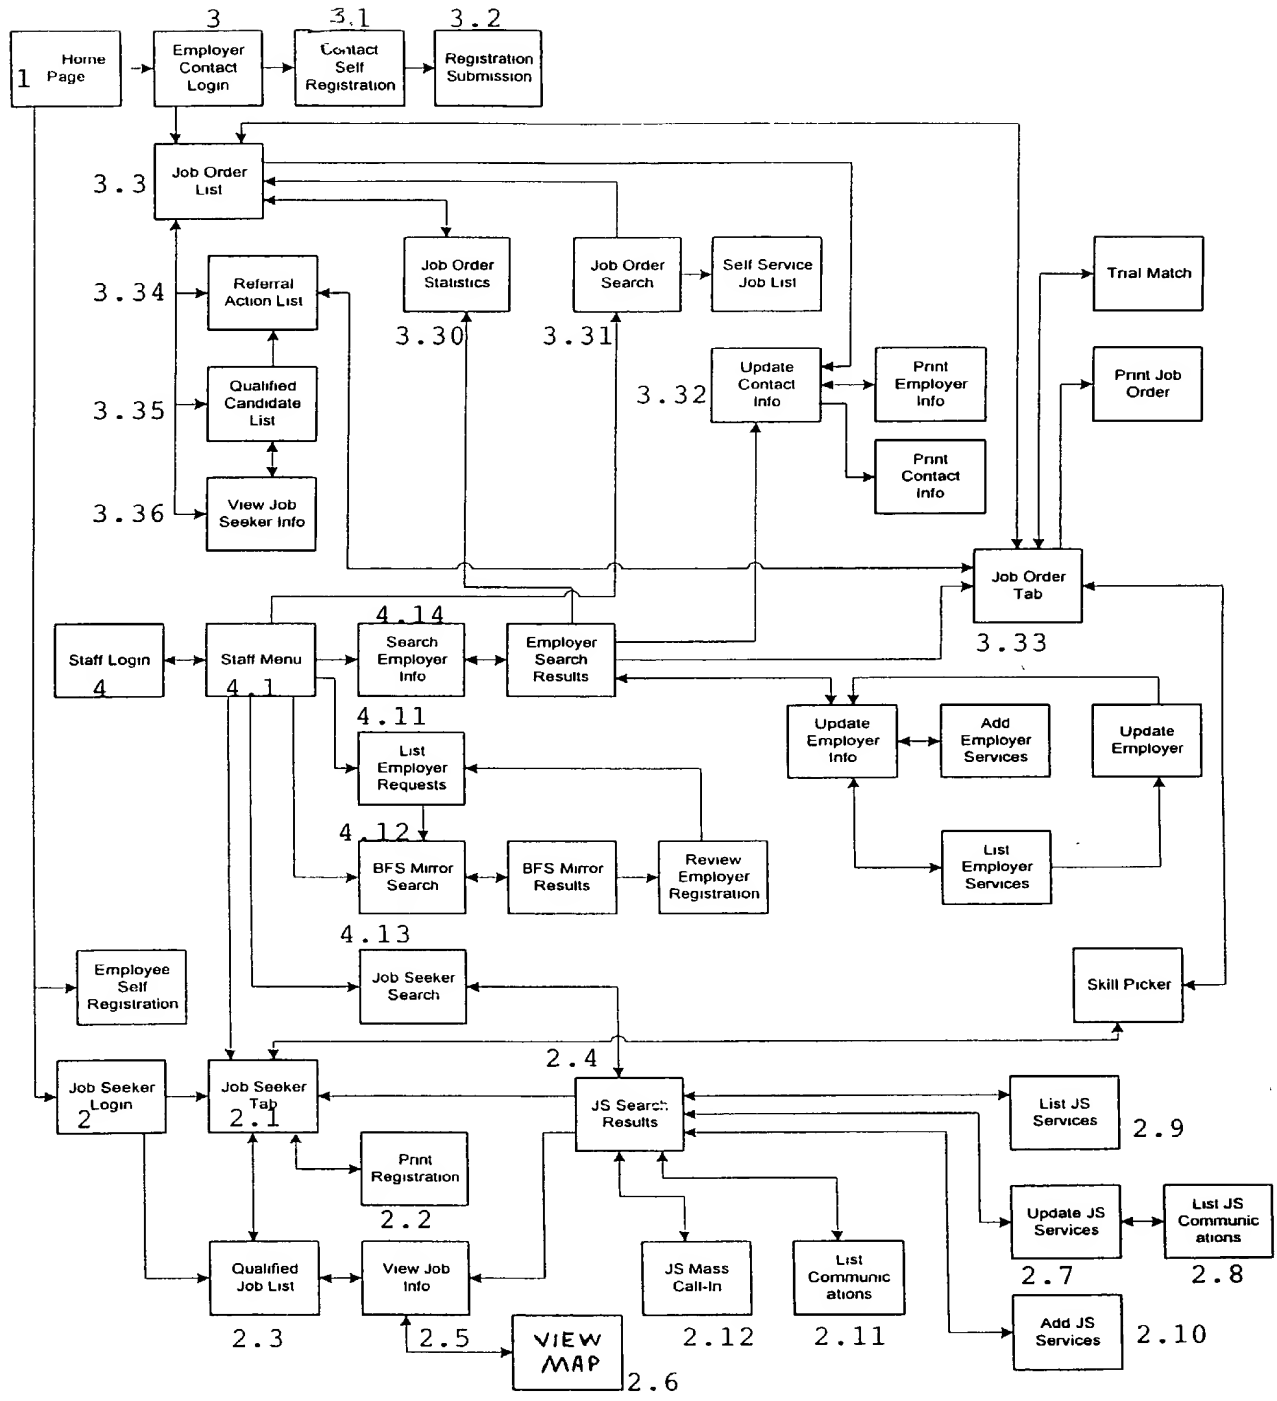 3
3.1
3.2
Home
1 Page
Employer
Contact
Login
Contact
Self
Registration
Registration
Submission
3.3
Job Order
List
3.34
Referral
Action List
Job Order
Statistics
3.30
Job Order
Search
3.31
Self Service
Job List
Trial Match
3.35
Qualified
Candidate
List
3.32
Update
Contact
Info
Print
Employer
Info
Print Job
Order
Print
Contact
Info
3.36
View Job
Seeker Info
Job Order
Tab
3.33
Staff Login
4
Staff Menu
4.1
4.14
Search
Employer
Info
Employer
Search
Results
4.11
List
Employer
Requests
Update
Employer
Info
Add
Employer
Services
Update
Employer
4.12
BFS Mirror
Search
BFS Mirror
Results
Review
Employer
Registration
List
Employer
Services
4.13
Job Seeker
Search
Employee
Self
Registration
Skill Picker
Job Seeker
Login
2
Job Seeker
Tab
2.1
2.4
JS Search
Results
List JS
Services
2.9
Print
Registration
2.2
Update JS
Services
2.7
List JS
Communic
ations
2.8
Qualified
Job List
2.3
View Job
Info
2.5
JS Mass
Call-In
2.12
List
Communic
ations
2.11
Add JS
Services
2.10
VIEW
MAP
2.6